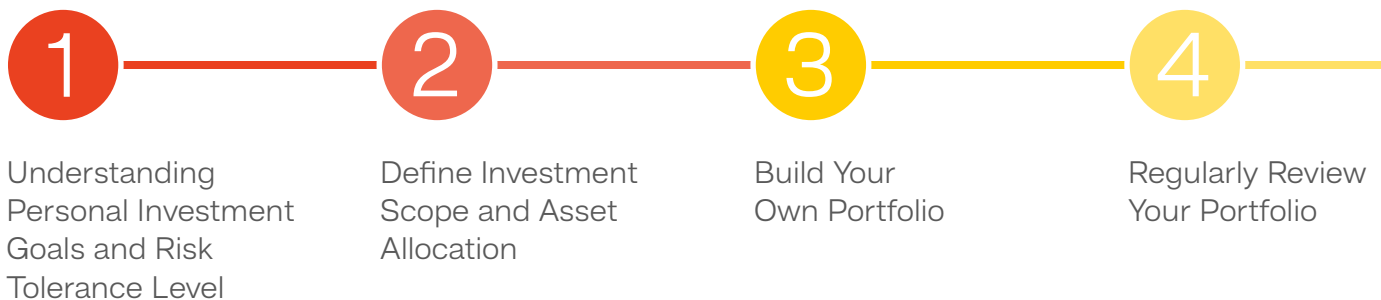 1
Understanding
Personal Investment
Goals and Risk
Tolerance Level
2
Define Investment
Scope and Asset
Allocation
3
Build Your
Own Portfolio
4
Regularly Review
Your Portfolio